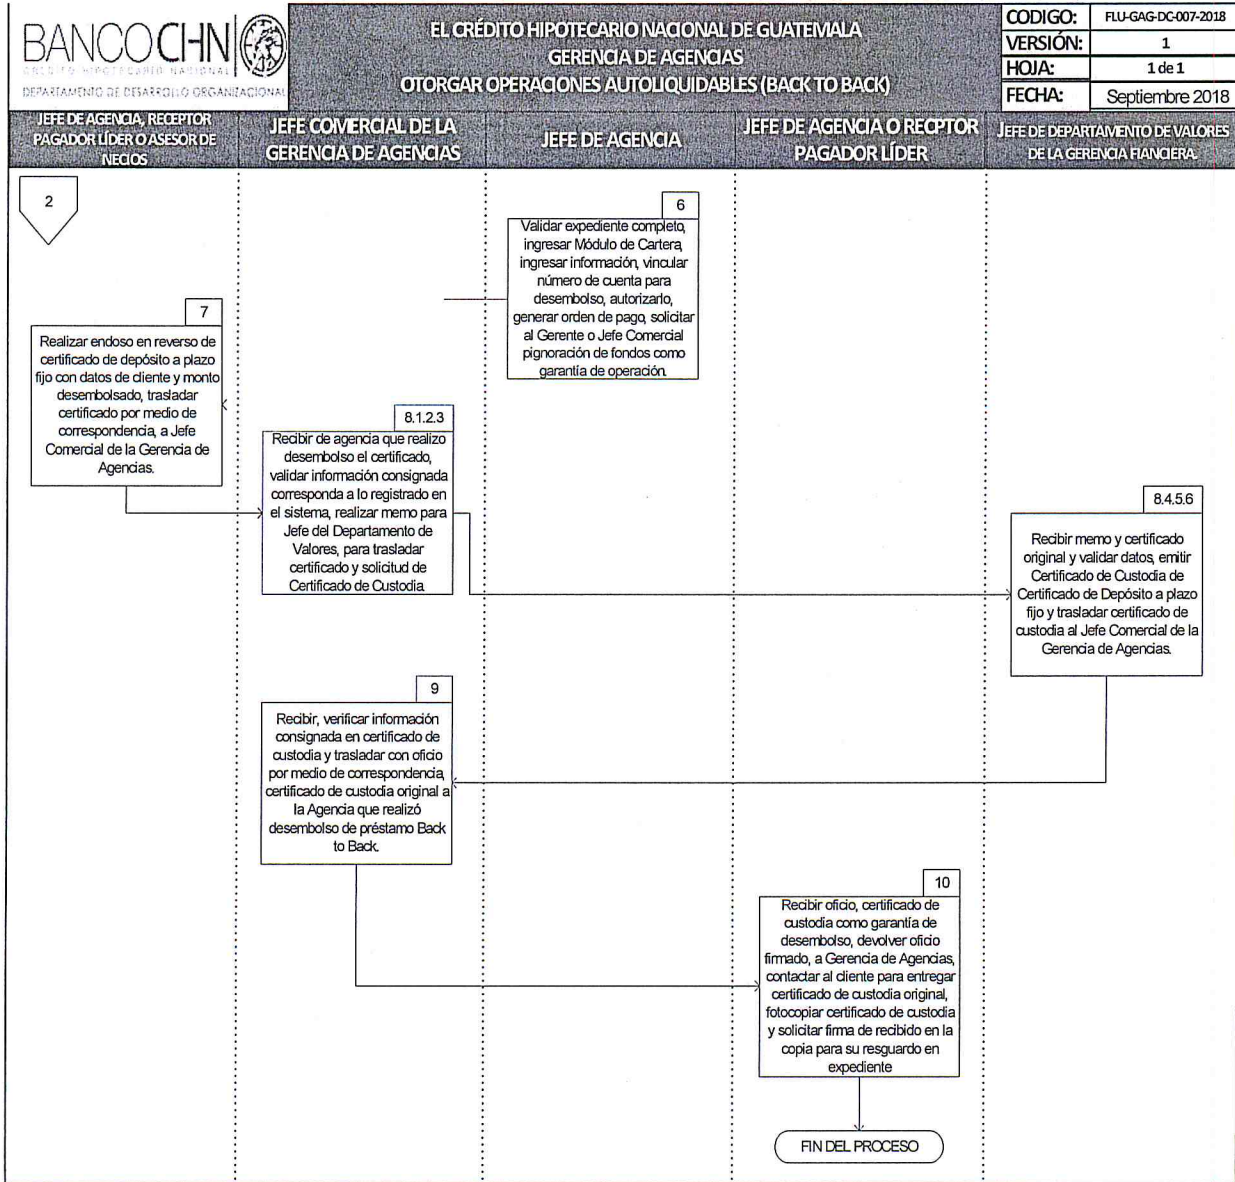 BANCOCHN
CRÉDITO HIPOTECARIO NACIONAL
DEPARTAMENTO DE DESARROLLO ORGANIZACIONAL
EL CRÉDITO HIPOTECARIO NACIONAL DE GUATEMALA
GERENCIA DE AGENCIAS
OTORGAR OPERACIONES AUTOLIQUIDABLES (BACK TO BACK)
CODIGO: FLU-GAG-DC-007-2018
VERSIÓN: 1
HOJA: 1 de 1
FECHA: Septiembre 2018
JEFE DE AGENCIA, RECEPTOR
PAGADOR LÍDER O ASESOR DE
NECIOS
JEFE COMERCIAL DE LA
GERENCIA DE AGENCIAS
JEFE DE AGENCIA
JEFE DE AGENCIA O RECPTOR
PAGADOR LÍDER
JEFE DE DEPARTAMENTO DE VALORES
DE LA GERENCIA FIANCIERA.
2
6
Validar expediente completo,
ingresar Módulo de Cartera,
ingresar información, vincular
número de cuenta para
desembolso, autorizarlo,
generar orden de pago, solicitar
al Gerente o Jefe Comercial
pignoración de fondos como
garantía de operación.
7
Realizar endoso en reverso de
certificado de depósito a plazo
fijo con datos de cliente y monto
desembolsado, trasladar
certificado por medio de
correspondencia, a Jefe
Comercial de la Gerencia de
Agencias.
8.1.2.3
Recibir de agencia que realizo
desembolso el certificado,
validar información consignada
corresponda a lo registrado en
el sistema, realizar memo para
Jefe del Departamento de
Valores, para trasladar
certificado y solicitud de
Certificado de Custodia.
8.4.5.6
Recibir memo y certificado
original y validar datos, emitir
Certificado de Custodia de
Certificado de Depósito a plazo
fijo y trasladar certificado de
custodia al Jefe Comercial de la
Gerencia de Agencias.
9
Recibir, verificar información
consignada en certificado de
custodia y trasladar con oficio
por medio de correspondencia,
certificado de custodia original a
la Agencia que realizó
desembolso de préstamo Back
to Back.
10
Recibir oficio, certificado de
custodia como garantía de
desembolso, devolver oficio
firmado, a Gerencia de Agencias,
contactar al cliente para entregar
certificado de custodia original,
fotocopiar certificado de custodia
y solicitar firma de recibido en la
copia para su resguardo en
expediente
FIN DEL PROCESO